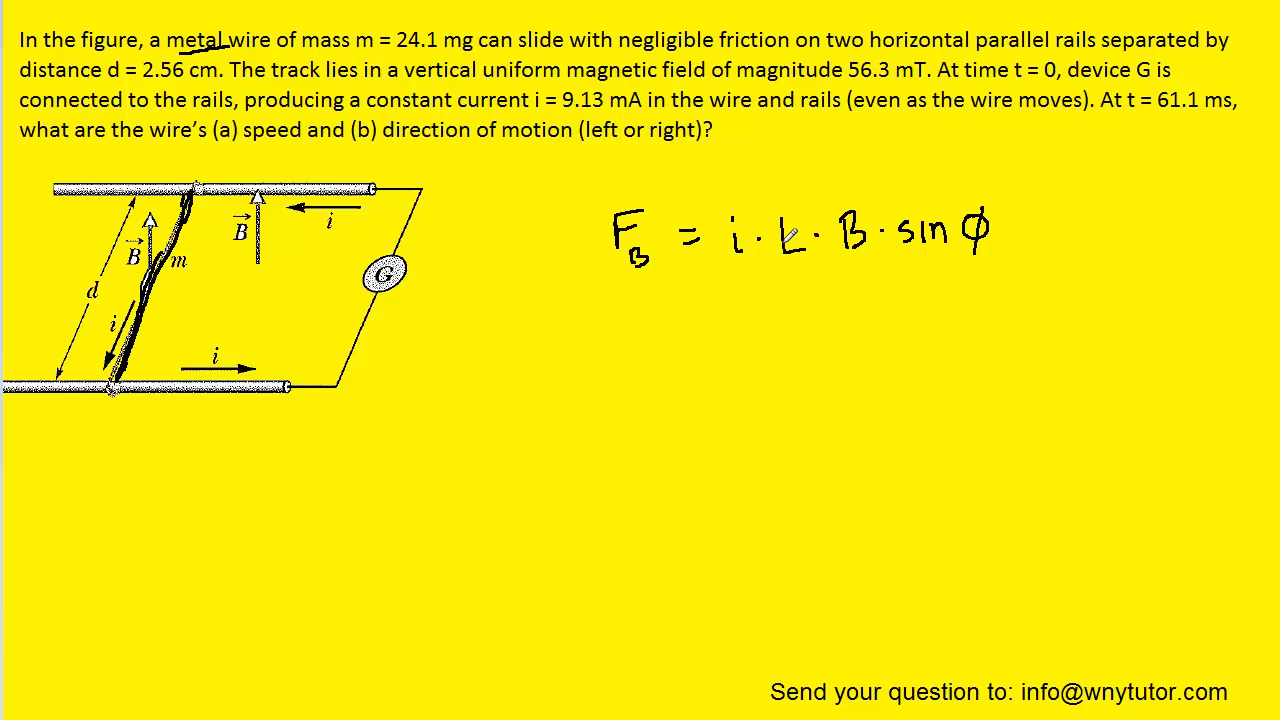 In the figure, a metal wire of mass m = 24.1 mg can slide with negligible friction on two horizontal parallel rails separated by
distance d = 2.56 cm. The track lies in a vertical uniform magnetic field of magnitude 56.3 mT. At time t = 0, device G is
connected to the rails, producing a constant current i = 9.13 mA in the wire and rails (even as the wire moves). At t = 61.1 ms,
what are the wire’s (a) speed and (b) direction of motion (left or right)?
i
B
B
m
G
d
i
i
F_B = i · L · B · sin ϕ
Send your question to: info@wnytutor.com